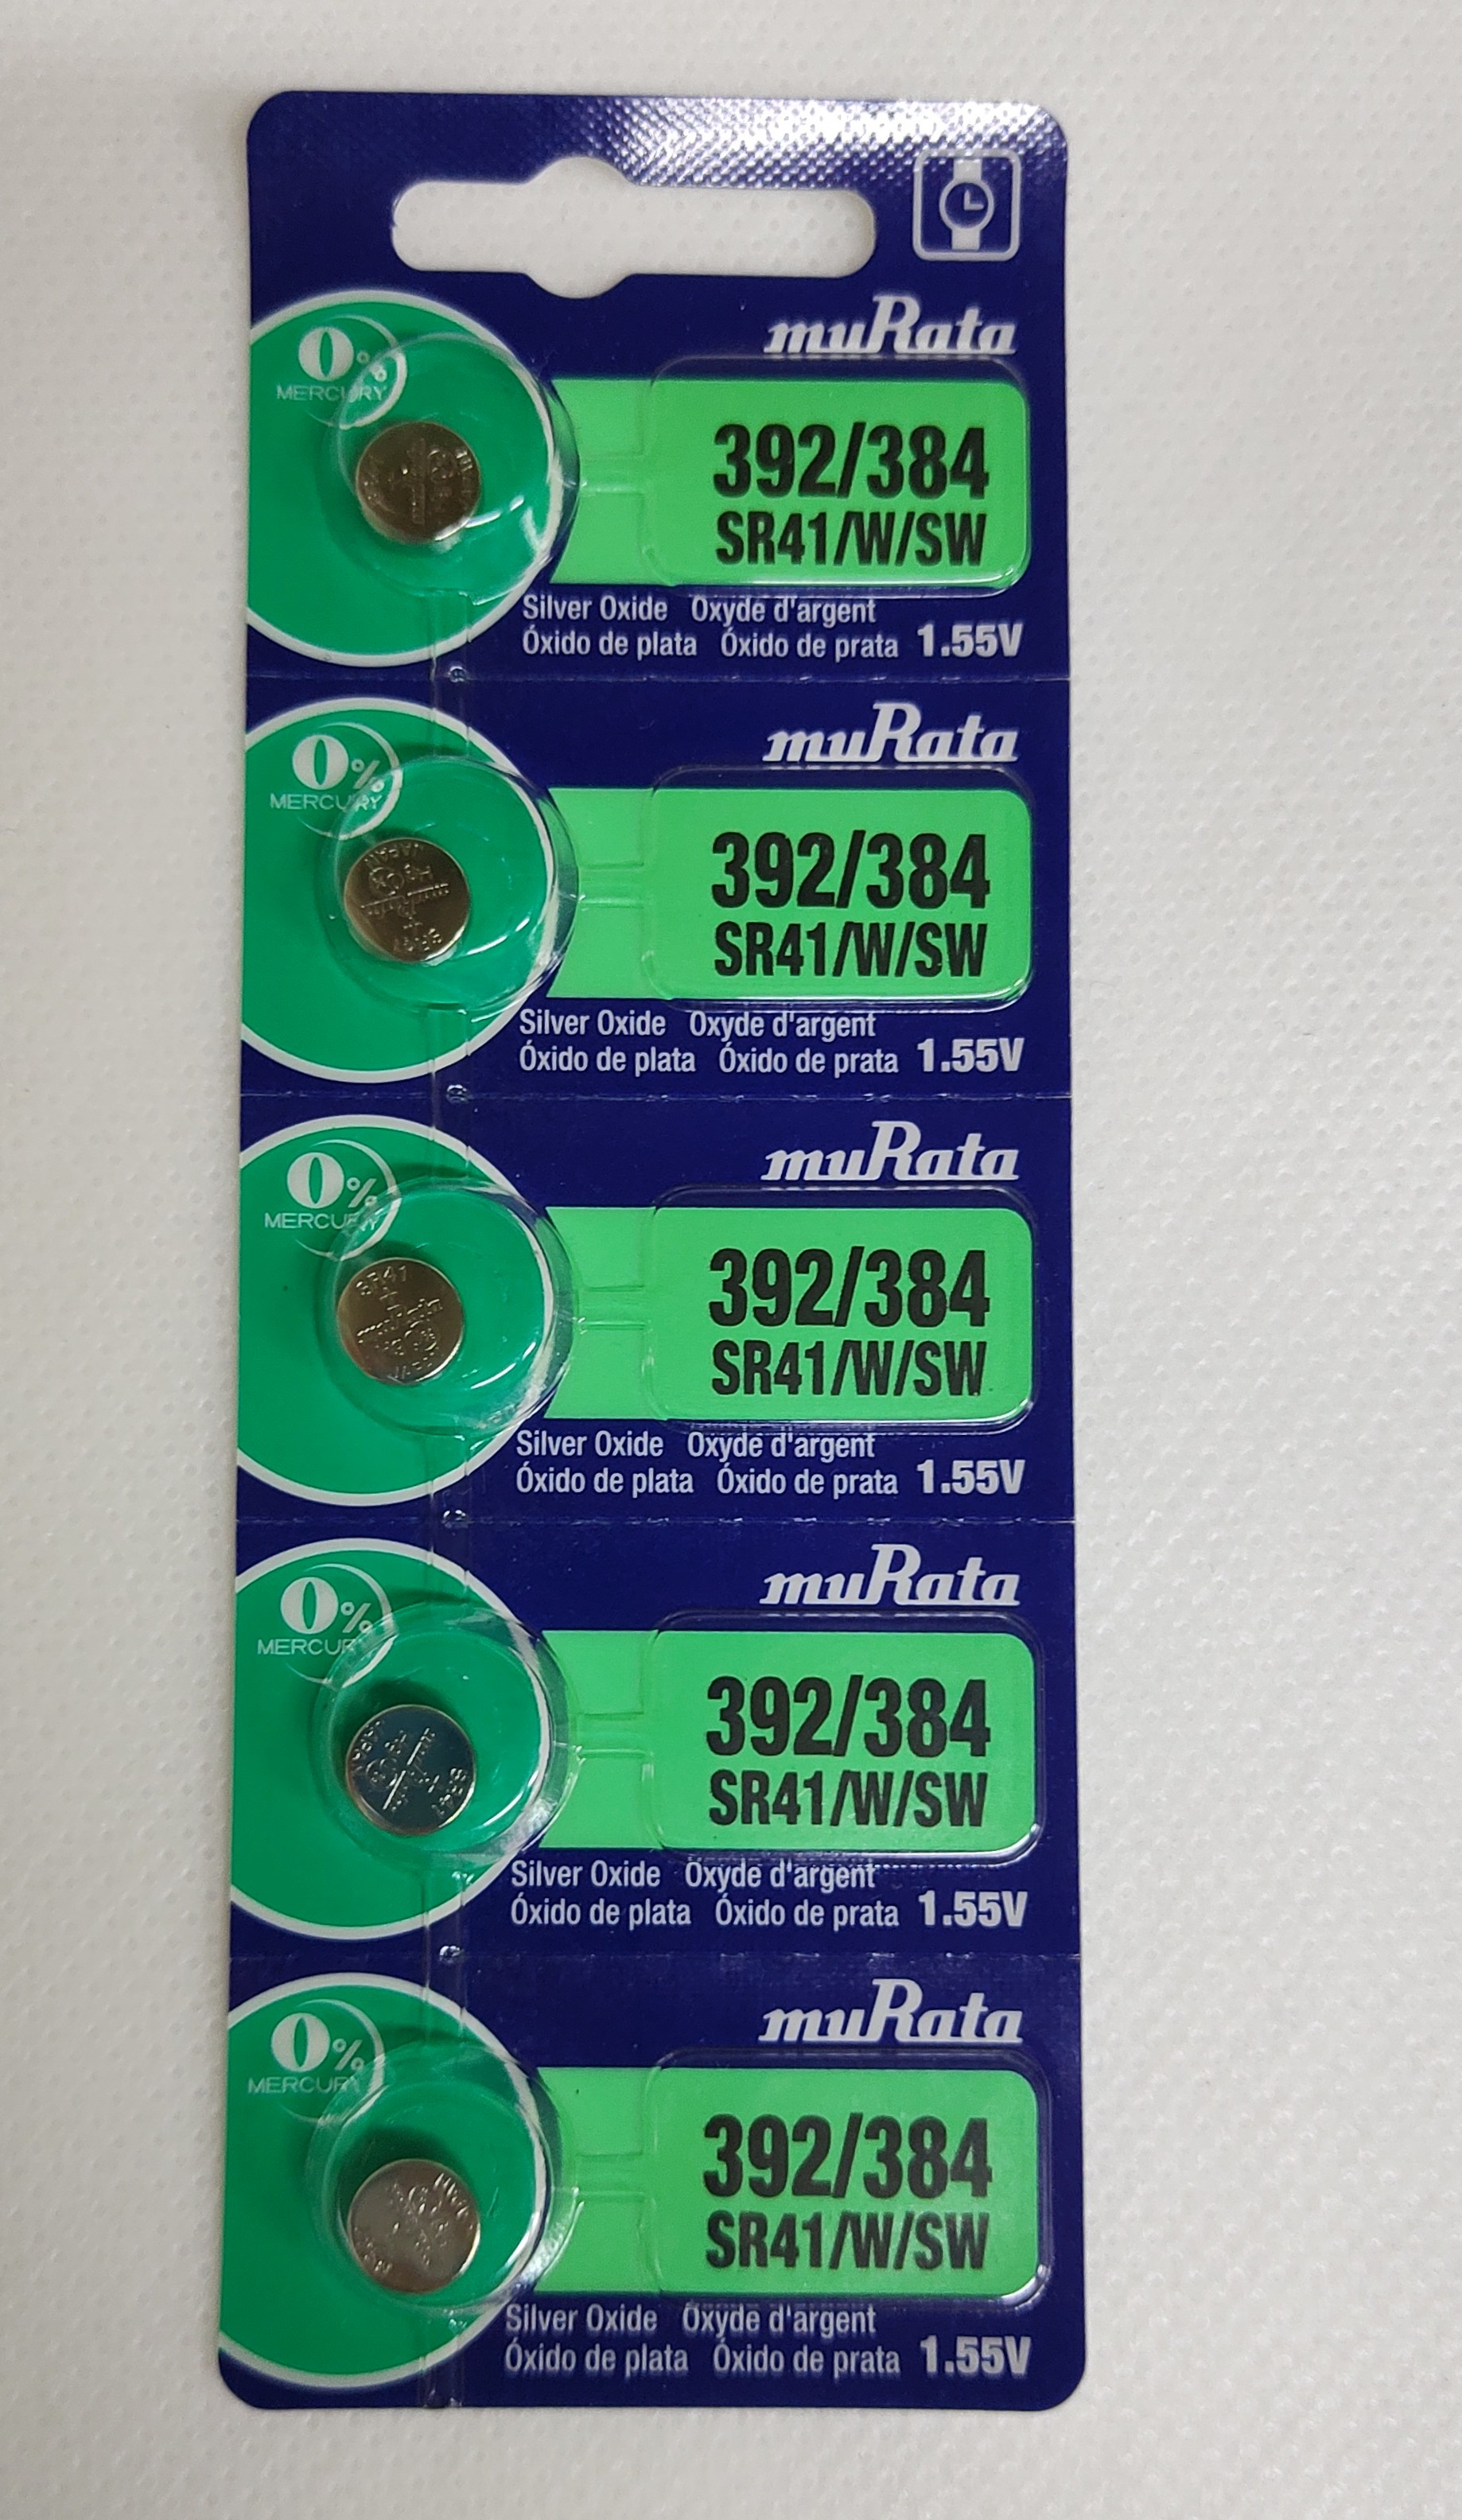 muRata
0%
MERCURY
392/384
SR41/W/SW
Silver Oxide Oxyde d'argent
Óxido de plata Óxido de prata 1.55V
muRata
0%
MERCURY
JAPAN
SR41
392/384
SR41/W/SW
Silver Oxide Oxyde d'argent
Óxido de plata Óxido de prata 1.55V
muRata
0%
MERCURY
SR41
+
muRata
392/384
SR41/W/SW
Silver Oxide Oxyde d'argent
Óxido de plata Óxido de prata 1.55V
muRata
0%
MERCURY
SR41
392/384
SR41/W/SW
Silver Oxide Oxyde d'argent
Óxido de plata Óxido de prata 1.55V
muRata
0%
MERCURY
392/384
SR41/W/SW
Silver Oxide Oxyde d'argent
Óxido de plata Óxido de prata 1.55V